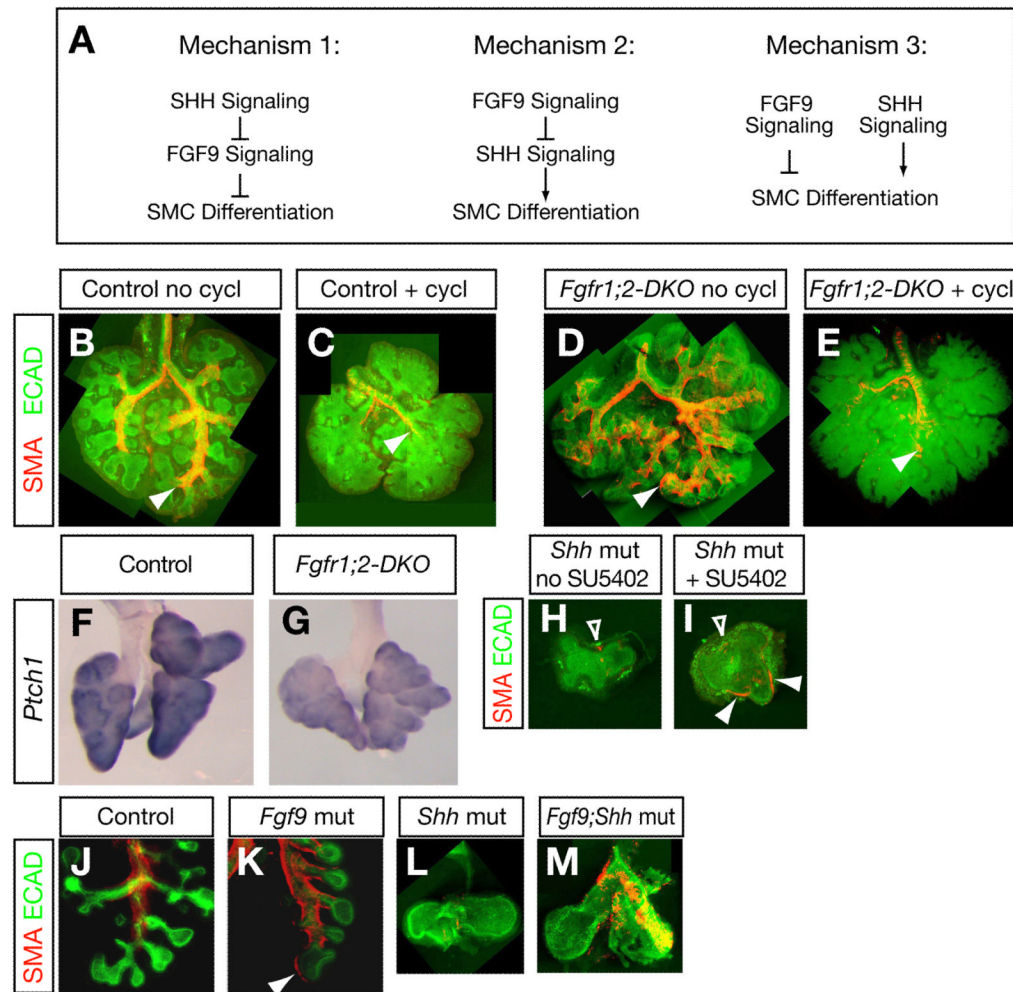 A
Mechanism 1:
SHH Signaling
FGF9 Signaling
SMC Differentiation
Mechanism 2:
FGF9 Signaling
SHH Signaling
SMC Differentiation
Mechanism 3:
FGF9
Signaling
SHH
Signaling
SMC Differentiation
Control no cycl
Control + cycl
Fgfr1;2-DKO no cycl
Fgfr1;2-DKO + cycl
SMA ECAD
B
C
D
E
Control
Fgfr1;2-DKO
Shh mut
no SU5402
Shh mut
+ SU5402
Ptch1
F
G
SMA ECAD
H
I
Control
Fgf9 mut
Shh mut
Fgf9;Shh mut
SMA ECAD
J
K
L
M